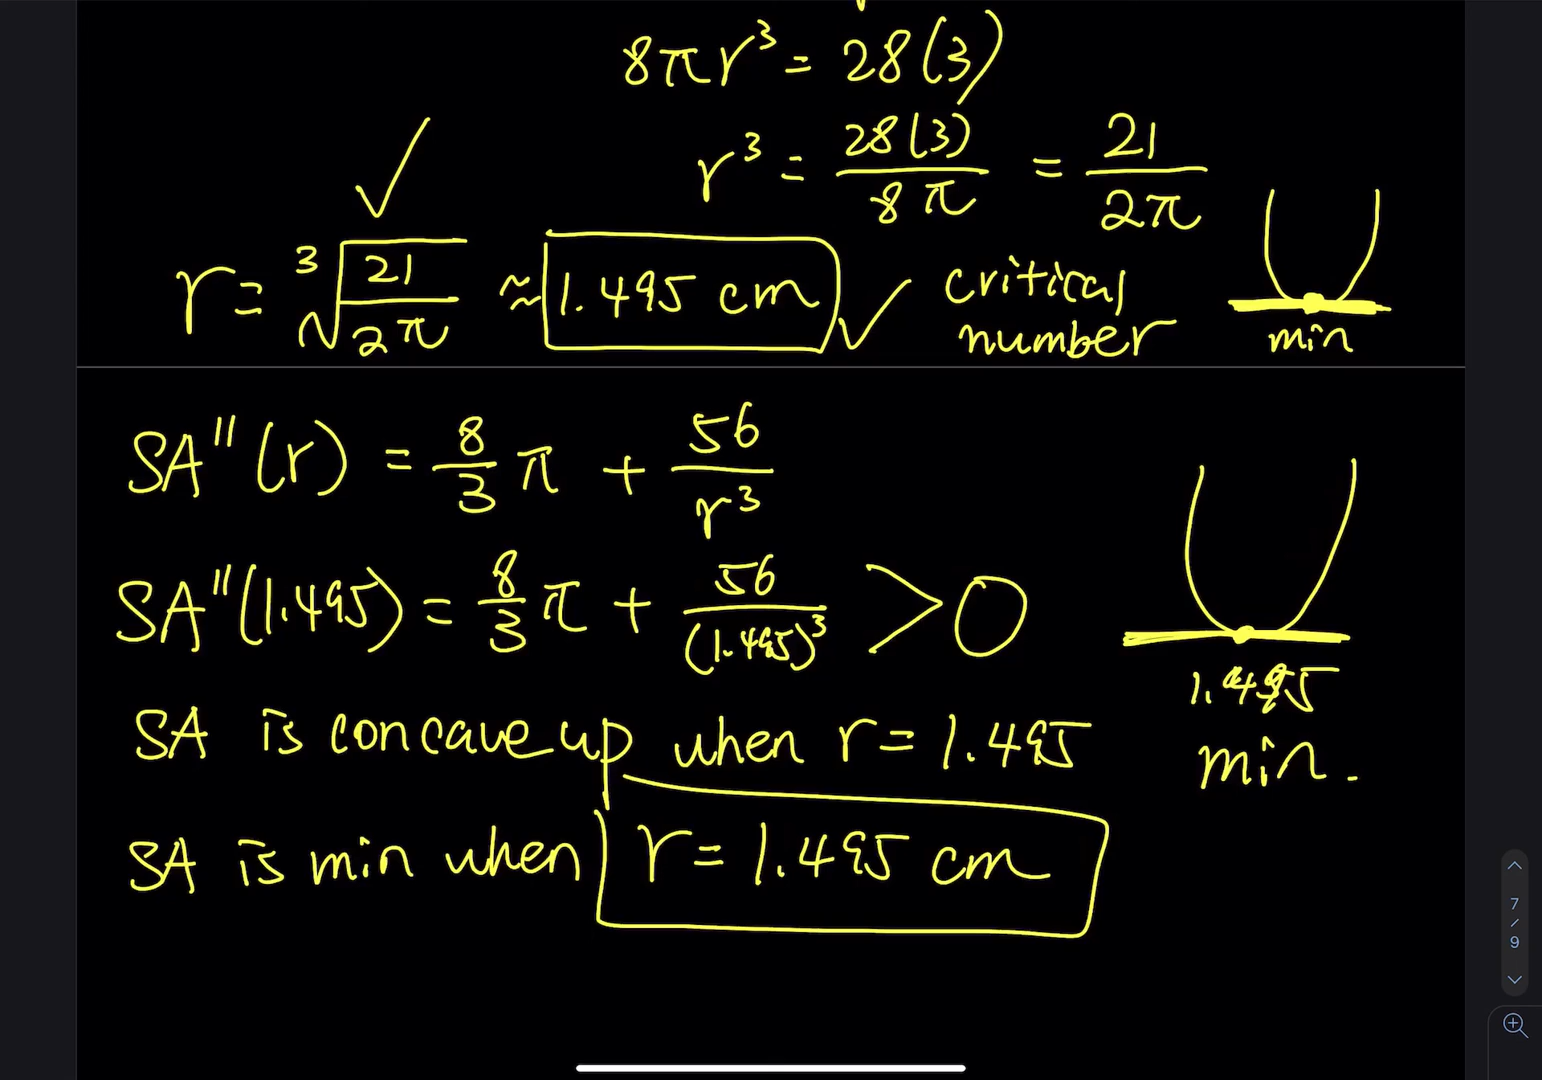 8πr³ = 28(3)
r³ = 28(3)/8π = 21/2π
r = ³√(21/2π) ≈ 1.495 cm ✓ critical number
min
SA''(r) = 8/3 π + 56/r³
SA''(1.495) = 8/3 π + 56/(1.495)³ > 0
1.495
min.
SA is concave up when r = 1.495
SA is min when r = 1.495 cm
7
/
9